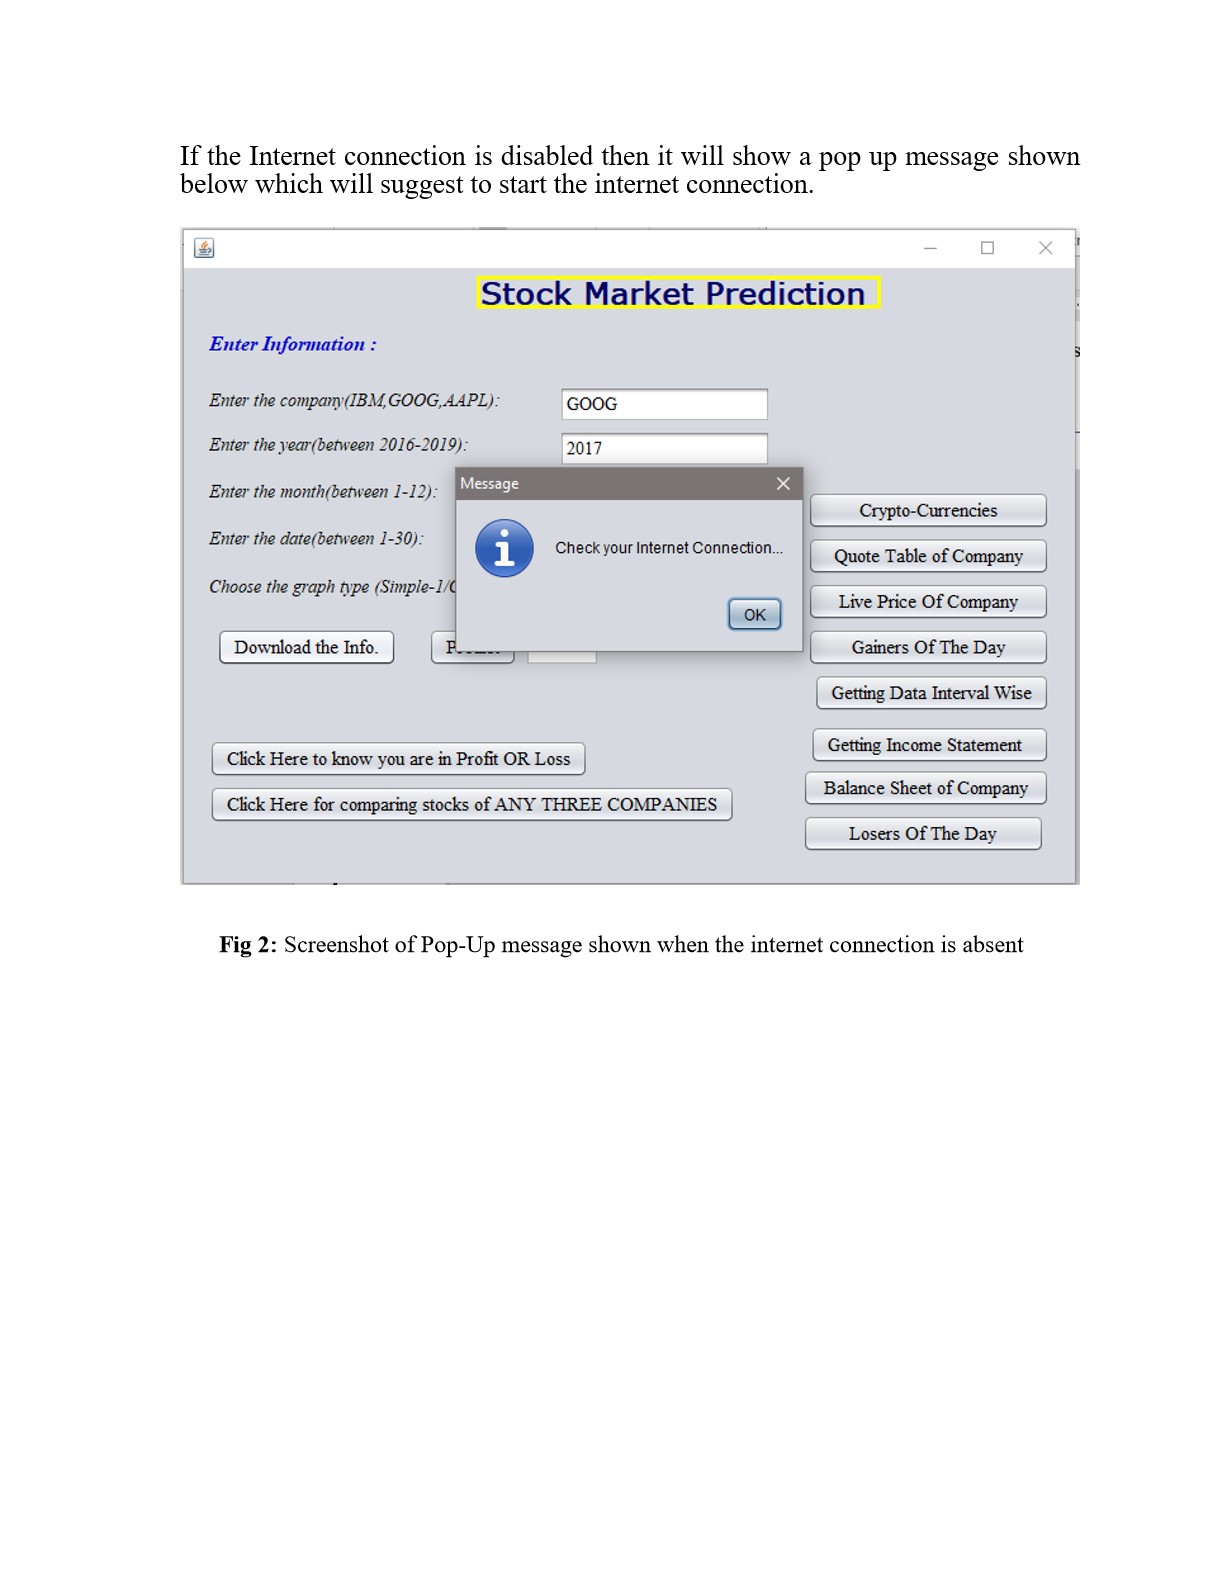 If the Internet connection is disabled then it will show a pop up message shown
below which will suggest to start the internet connection.
Stock Market Prediction
Enter Information :
Enter the company(IBM,GOOG,AAPL):
GOOG
Enter the year(between 2016-2019):
2017
Enter the month(between 1-12):
Enter the date(between 1-30):
Choose the graph type (Simple-1/
Message
Check your Internet Connection...
OK
Download the Info.
Click Here to know you are in Profit OR Loss
Click Here for comparing stocks of ANY THREE COMPANIES
Crypto-Currencies
Quote Table of Company
Live Price Of Company
Gainers Of The Day
Getting Data Interval Wise
Getting Income Statement
Balance Sheet of Company
Losers Of The Day
Fig 2: Screenshot of Pop-Up message shown when the internet connection is absent